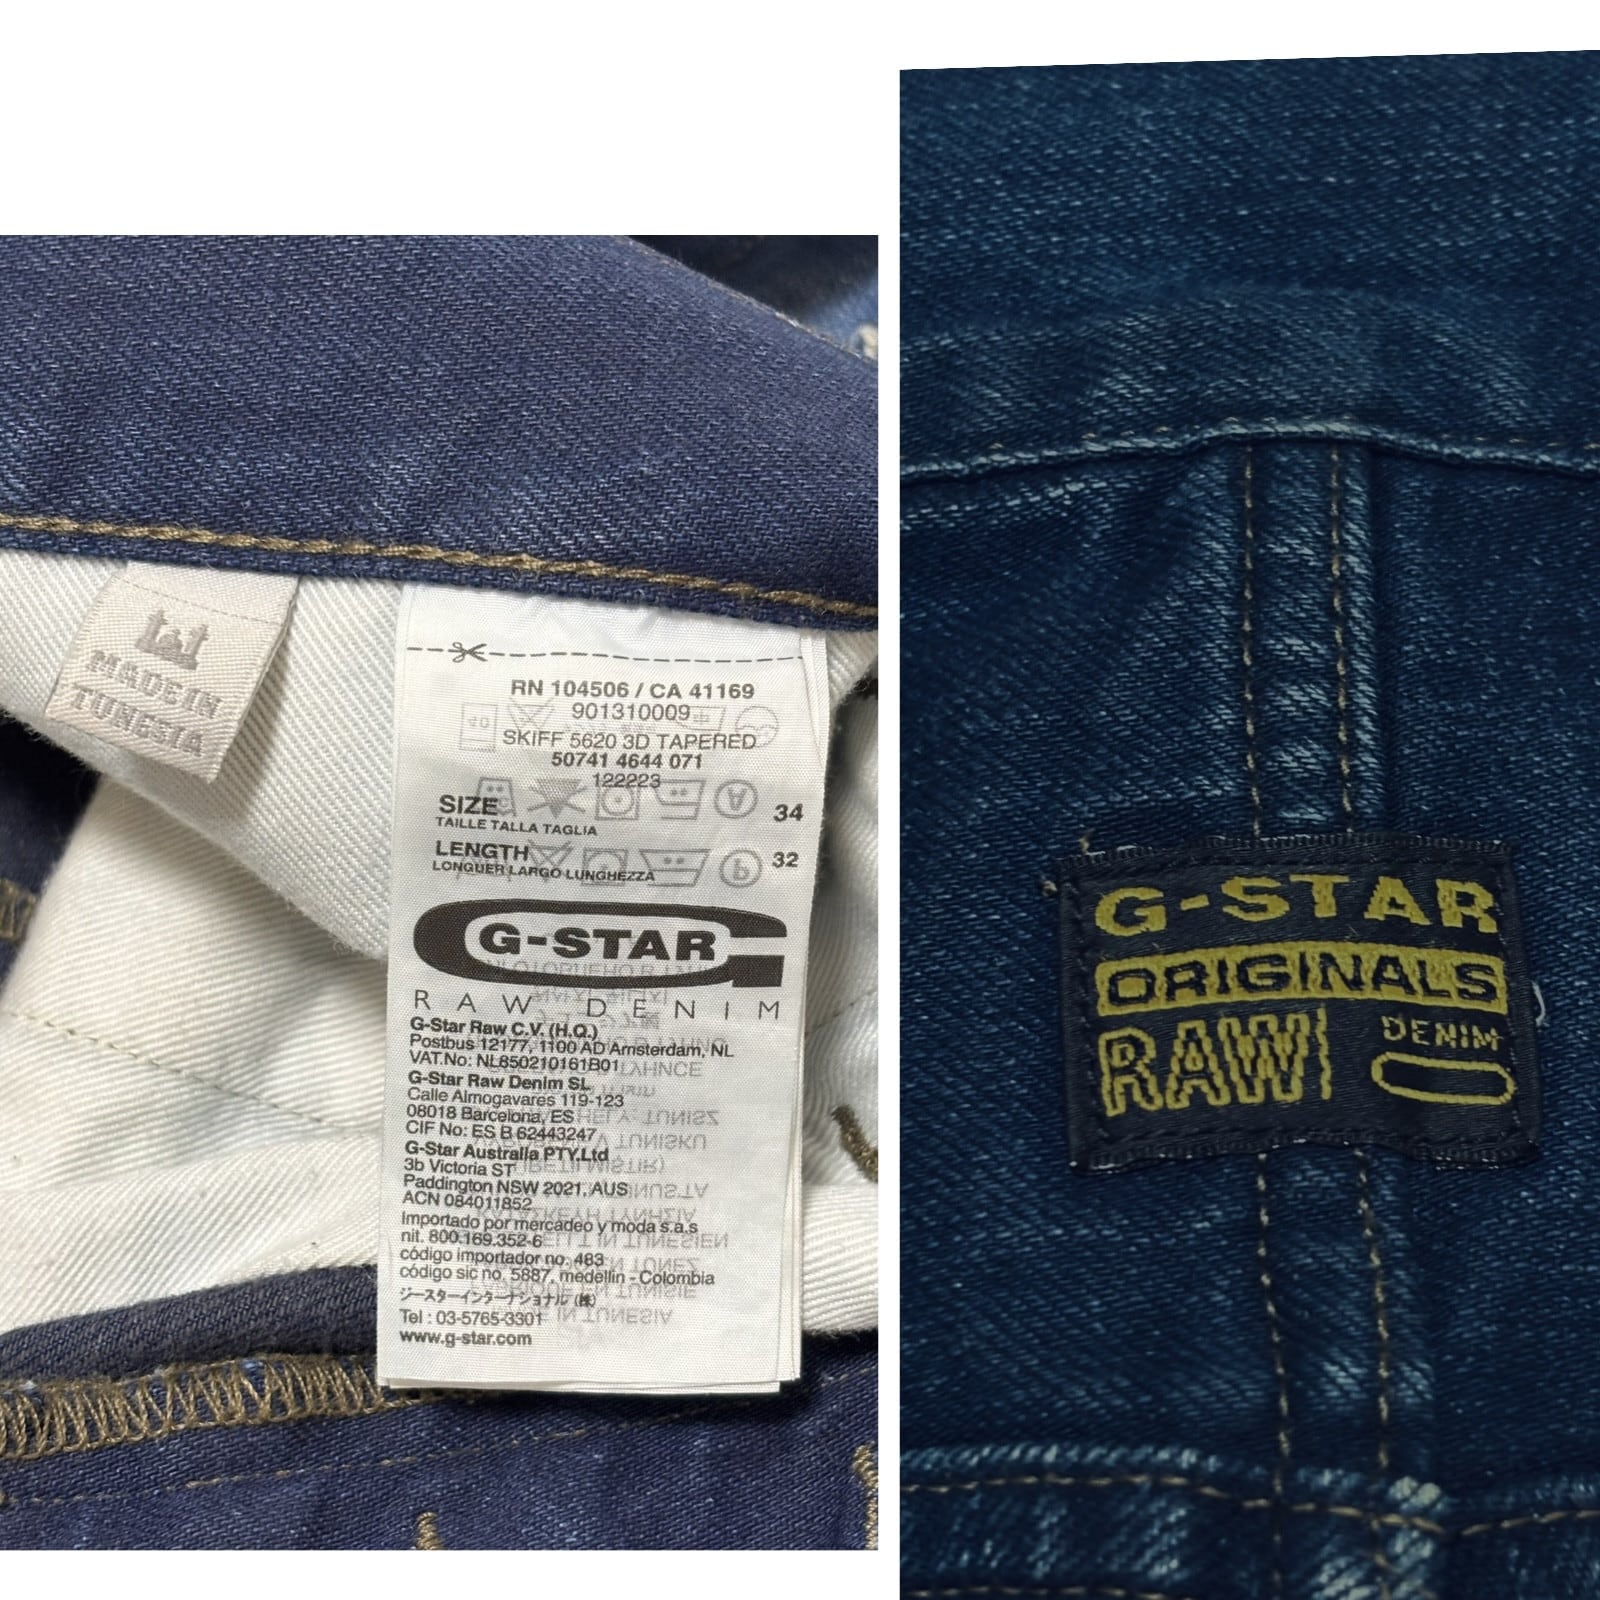 MADE IN
TUNESIA
RN 104506 / CA 41169
901310009
SKIFF 5620 3D TAPERED
50741 4644 071
122223
SIZE 34
TAILLE TALLA TAGLIA
LENGTH 32
LONGUER LARGO LUNGHEZZA
G-STAR
RAW DENIM
G-Star Raw C.V. (H.Q.)
Postbus 12177, 1100 AD Amsterdam, NL
VAT.No: NL850210161B01
G-Star Raw Denim SL
Calle Almogavares 119-123
08018 Barcelona, ES
CIF No: ES B 62443247
G-Star Australia PTY.Ltd
3b Victoria ST
Paddington NSW 2021, AUS
ACN 084011852
Importado por mercadeo y moda s.a.s
nit. 800.169.352-6
código importador no. 483
código sic no. 5887, medellin - Colombia
ジースターインターナショナル (株)
Tel : 03-5765-3301
www.g-star.com
G-STAR
ORIGINALS
RAW DENIM